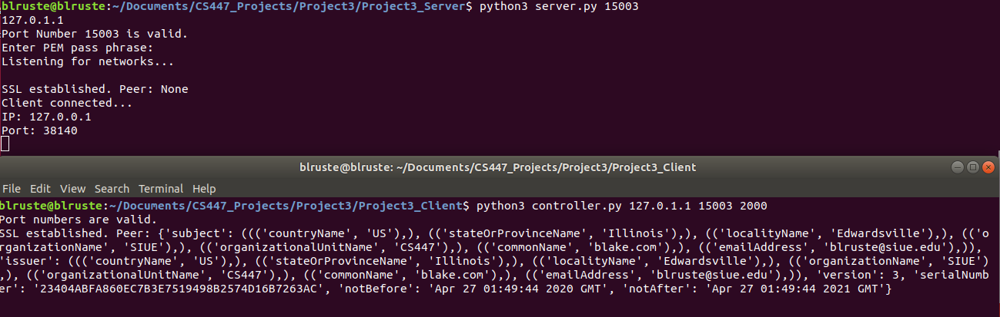 blruste@blruste:~/Documents/CS447_Projects/Project3/Project3_Server$ python3 server.py 15003
127.0.1.1
Port Number 15003 is valid.
Enter PEM pass phrase:
Listening for networks...
SSL established. Peer: None
Client connected...
IP: 127.0.0.1
Port: 38140
blruste@blruste: ~/Documents/CS447_Projects/Project3/Project3_Client
File Edit View Search Terminal Help
blruste@blruste:~/Documents/CS447_Projects/Project3/Project3_Client$ python3 controller.py 127.0.1.1 15003 2000
Port numbers are valid.
SSL established. Peer: {'subject': ((('countryName', 'US'),), (('stateOrProvinceName', 'Illinois'),), (('localityName', 'Edwardsville'),), (('o
rganizationName', 'SIUE'),), (('organizationalUnitName', 'CS447'),), (('commonName', 'blake.com'),), (('emailAddress', 'blruste@siue.edu'),)),
'issuer': ((('countryName', 'US'),), (('stateOrProvinceName', 'Illinois'),), (('localityName', 'Edwardsville'),), (('organizationName', 'SIUE')
,), (('organizationalUnitName', 'CS447'),), (('commonName', 'blake.com'),), (('emailAddress', 'blruste@siue.edu'),)), 'version': 3, 'serialNumb
er': '23404ABFA860EC7B3E7519498B2574D16B7263AC', 'notBefore': 'Apr 27 01:49:44 2020 GMT', 'notAfter': 'Apr 27 01:49:44 2021 GMT'}